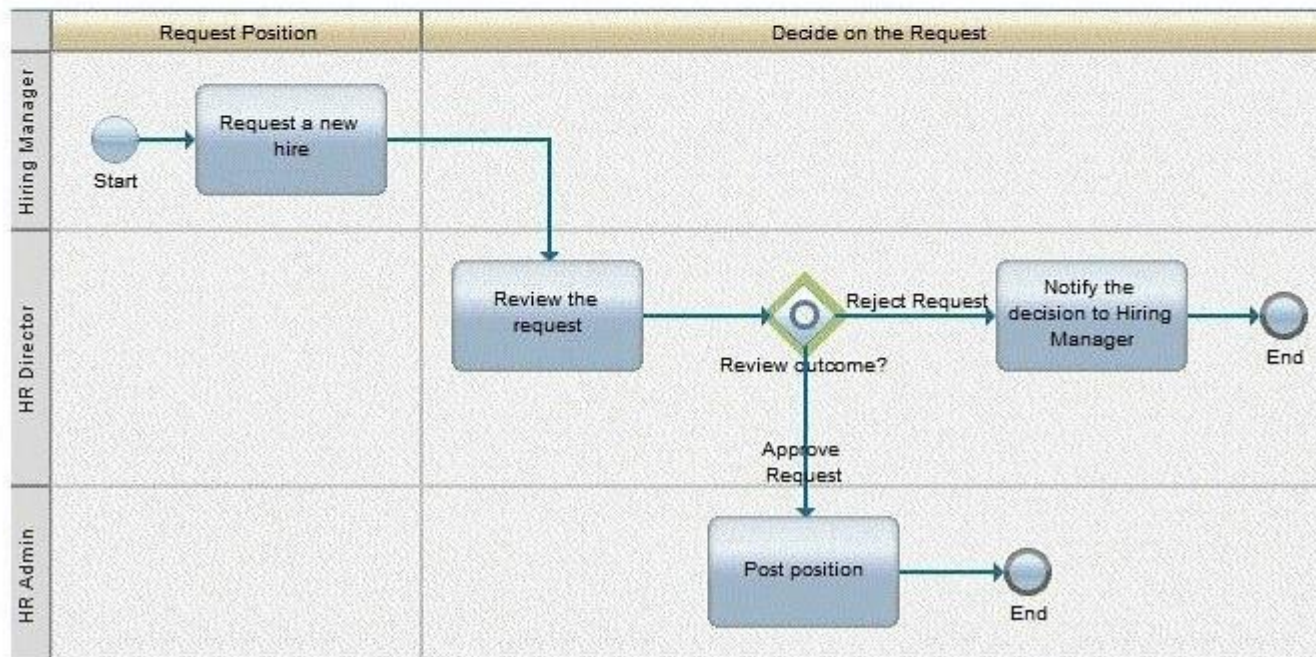 Request Position
Decide on the Request
Hiring Manager
Request a new
hire
Start
HR Director
Review the
request
Review outcome?
Reject Request
Notify the
decision to Hiring
Manager
End
Approve
Request
HR Admin
Post position
End